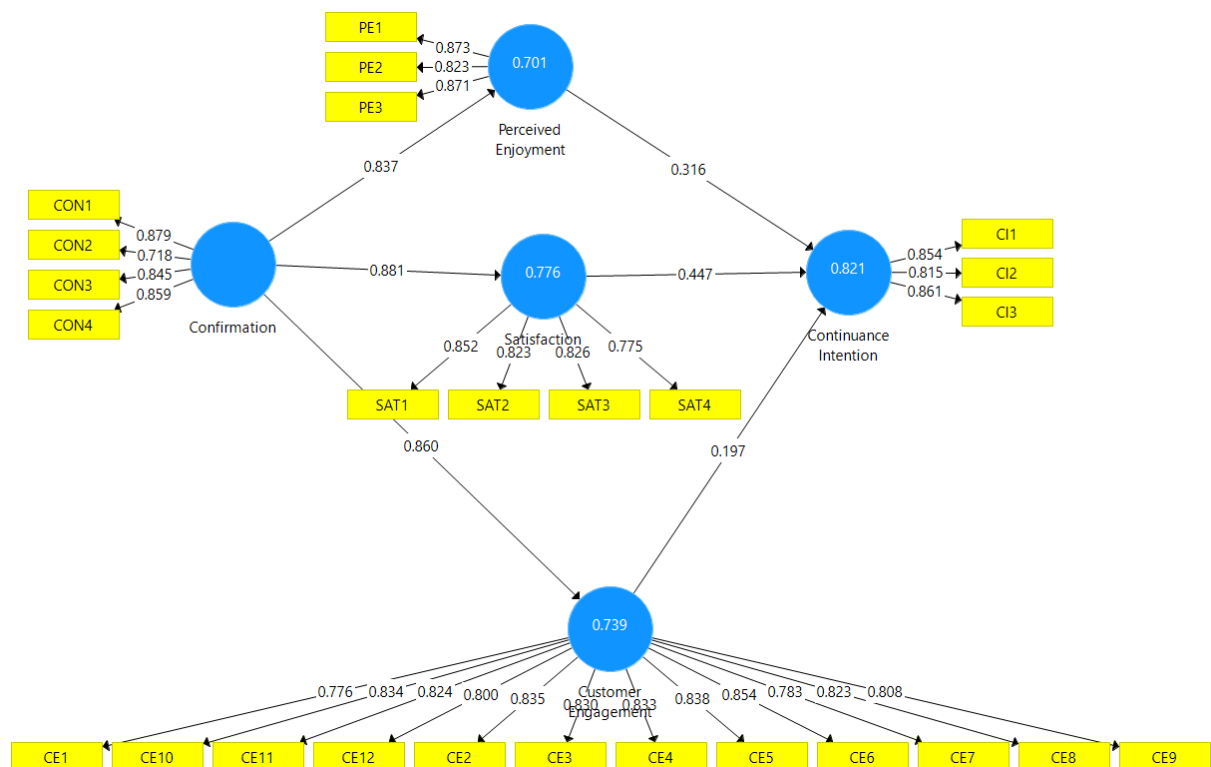 PE1
0.873
PE2
0.823
PE3
0.871
0.701
Perceived
Enjoyment
0.837
0.316
CON1
CON2
CON3
CON4
0.879
0.718
0.845
0.859
Confirmation
0.881
0.776
0.447
0.821
Continuance
Intention
0.854
0.815
0.861
CI1
CI2
CI3
Satisfaction
0.852
0.823
0.826
0.775
SAT1
SAT2
SAT3
SAT4
0.860
0.197
0.739
Customer
Engagement
0.776
0.834
0.824
0.800
0.835
0.830
0.833
0.838
0.854
0.783
0.823
0.808
CE1
CE10
CE11
CE12
CE2
CE3
CE4
CE5
CE6
CE7
CE8
CE9